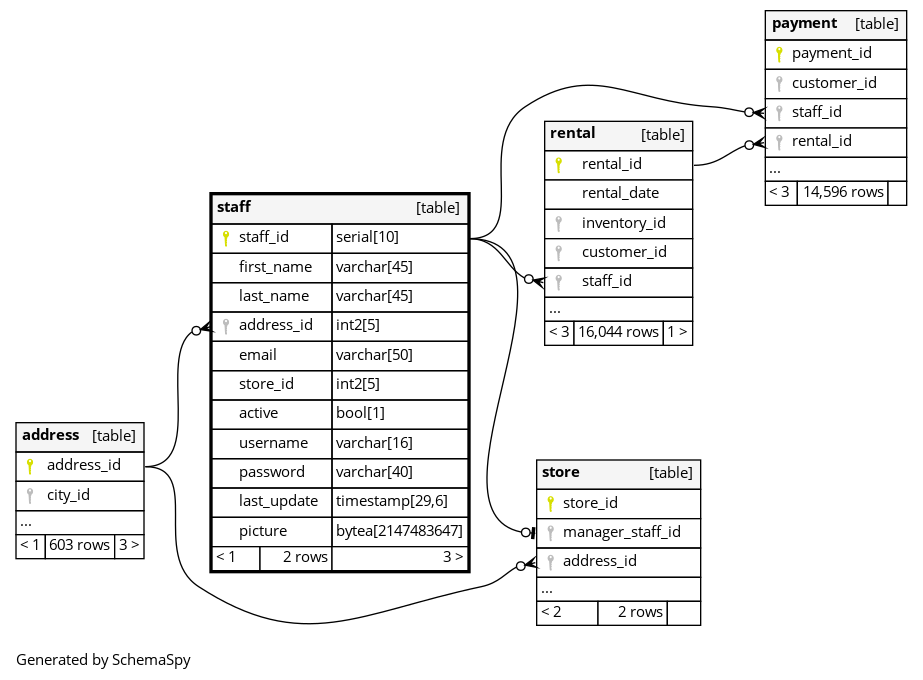 payment [table]
payment_id
customer_id
staff_id
rental_id
...
< 3 14,596 rows
rental [table]
rental_id
rental_date
inventory_id
customer_id
staff_id
...
< 3 16,044 rows 1 >
staff [table]
staff_id serial[10]
first_name varchar[45]
last_name varchar[45]
address_id int2[5]
email varchar[50]
store_id int2[5]
active bool[1]
username varchar[16]
password varchar[40]
last_update timestamp[29,6]
picture bytea[2147483647]
< 1 2 rows 3 >
address [table]
address_id
city_id
...
< 1 603 rows 3 >
store [table]
store_id
manager_staff_id
address_id
...
< 2 2 rows
Generated by SchemaSpy